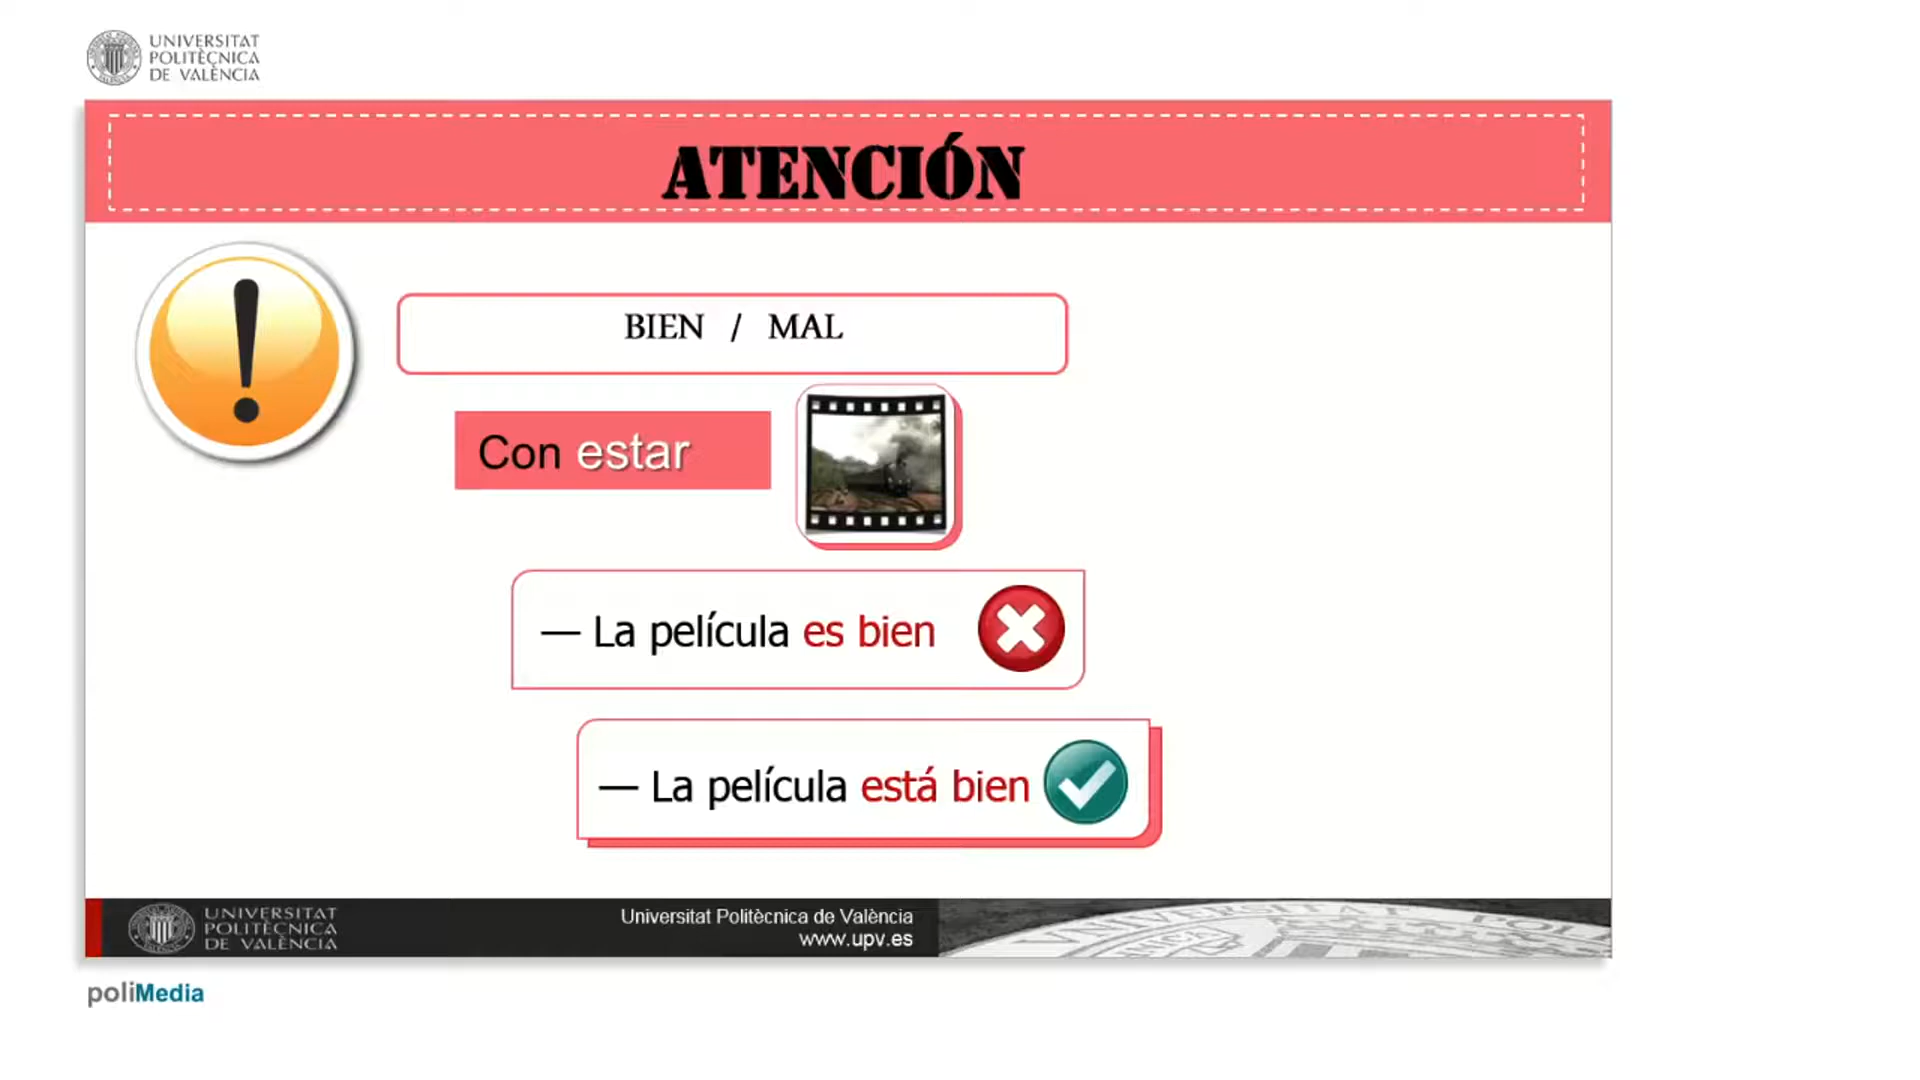 UNIVERSITAT
POLITÈCNICA
DE VALÈNCIA
ATENCIÓN
BIEN / MAL
Con estar
— La película es bien
— La película está bien
UNIVERSITAT
POLITÈCNICA
DE VALÈNCIA
Universitat Politècnica de València
www.upv.es
poliMedia